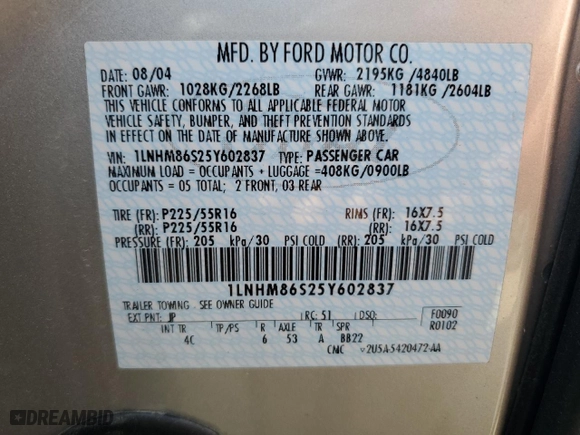 MFD. BY FORD MOTOR CO.
DATE: 08/04 GVWR: 2195KG /4840LB
FRONT GAWR: 1028KG/2268LB REAR GAWR: 1181KG /2604LB
THIS VEHICLE CONFORMS TO ALL APPLICABLE FEDERAL MOTOR
VEHICLE SAFETY, BUMPER, AND THEFT PREVENTION STANDARDS
IN EFFECT ON THE DATE OF MANUFACTURE SHOWN ABOVE.
VIN: 1LNHM86S25Y602837 TYPE: PASSENGER CAR
MAXIMUM LOAD = OCCUPANTS + LUGGAGE =408KG/0900LB
OCCUPANTS = 05 TOTAL; 2 FRONT, 03 REAR
TIRE (FR): P225/55R16 RIMS (FR): 16X7.5
(RR): P225/55R16 (RR): 16X7.5
PRESSURE (FR): 205 kPa/30 PSI COLD (RR): 205 kPa/30 PSI COLD
1LNHM86S25Y602837
TRAILER TOWING - SEE OWNER GUIDE
EXT PNT: JP RC: 51 DSO: F0090
R0102
INT TR TP/PS R AXLE TR SPR
4C 6 53 A BB22
CMC 2U5A-5420472-AA
DREAMBID